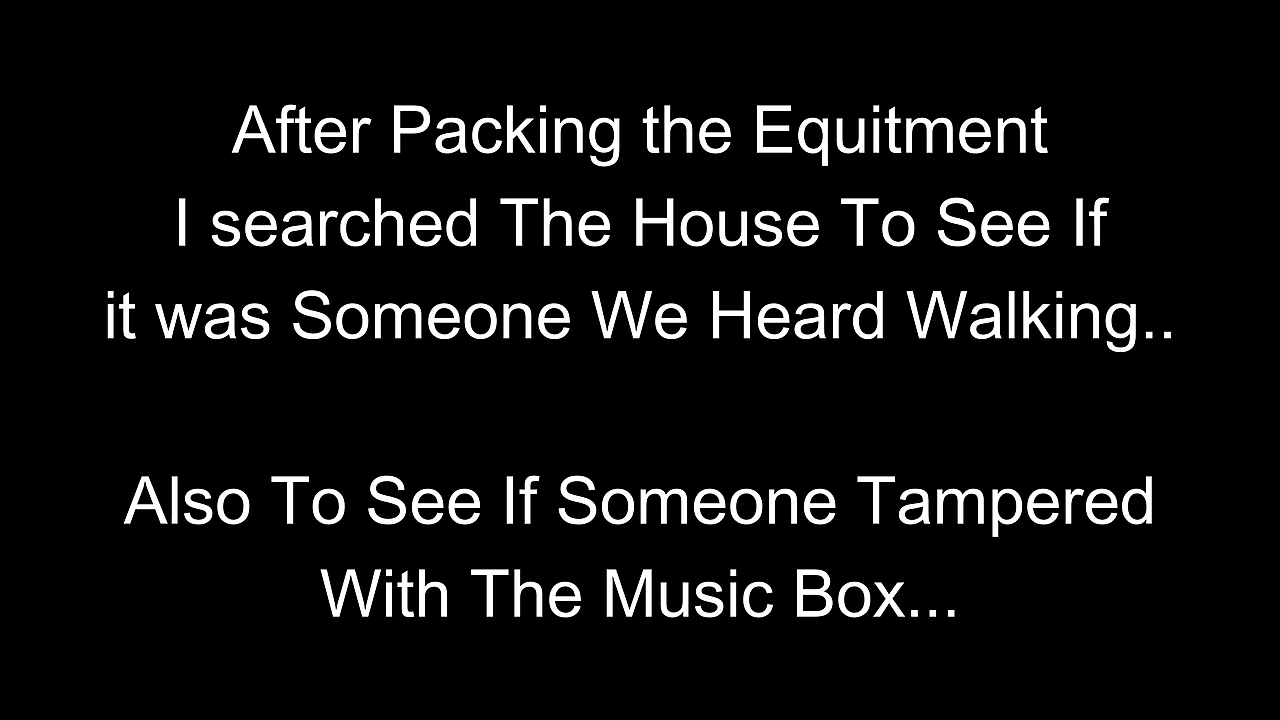 After Packing the Equitment
I searched The House To See If
it was Someone We Heard Walking..
Also To See If Someone Tampered
With The Music Box...